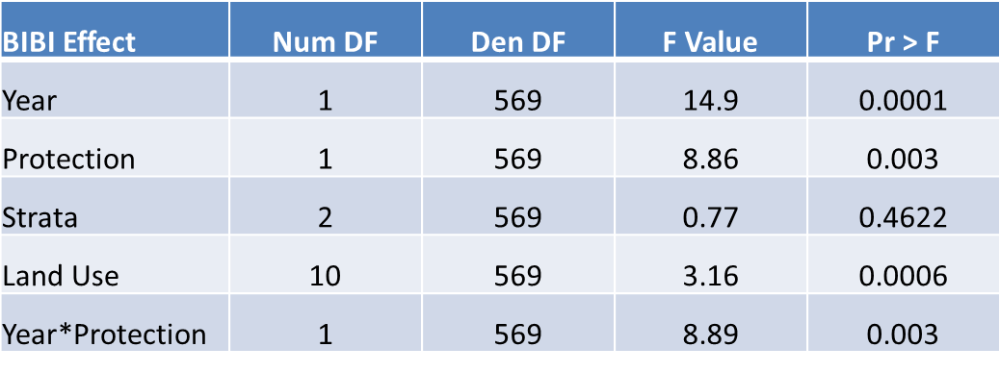 BIBI Effect Num DF Den DF F Value Pr > F
Year 1 569 14.9 0.0001
Protection 1 569 8.86 0.003
Strata 2 569 0.77 0.4622
Land Use 10 569 3.16 0.0006
Year*Protection 1 569 8.89 0.003